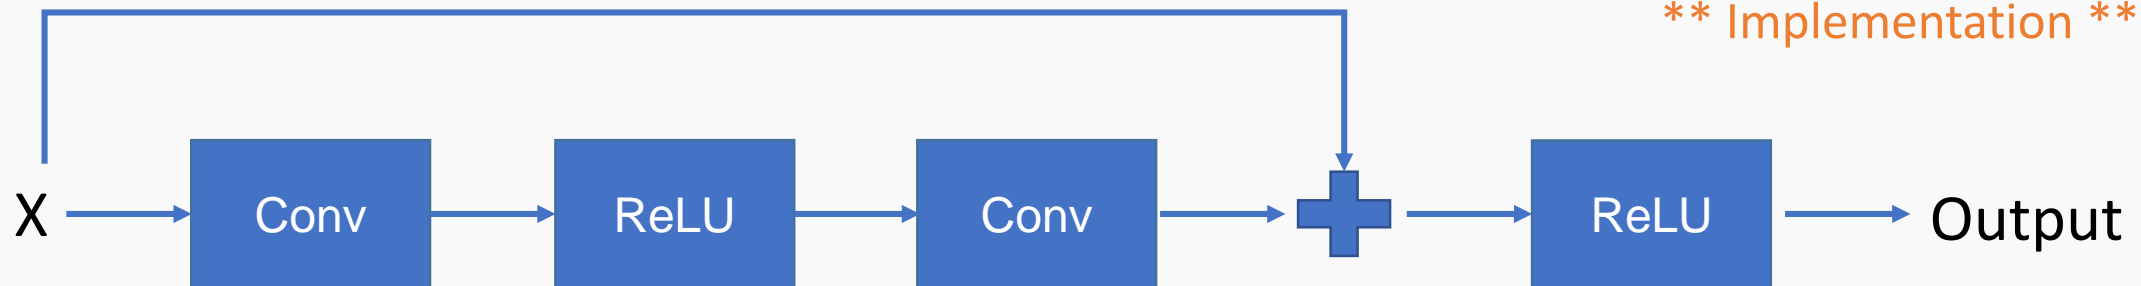 ** Implementation **
X
Conv
ReLU
Conv
ReLU
Output